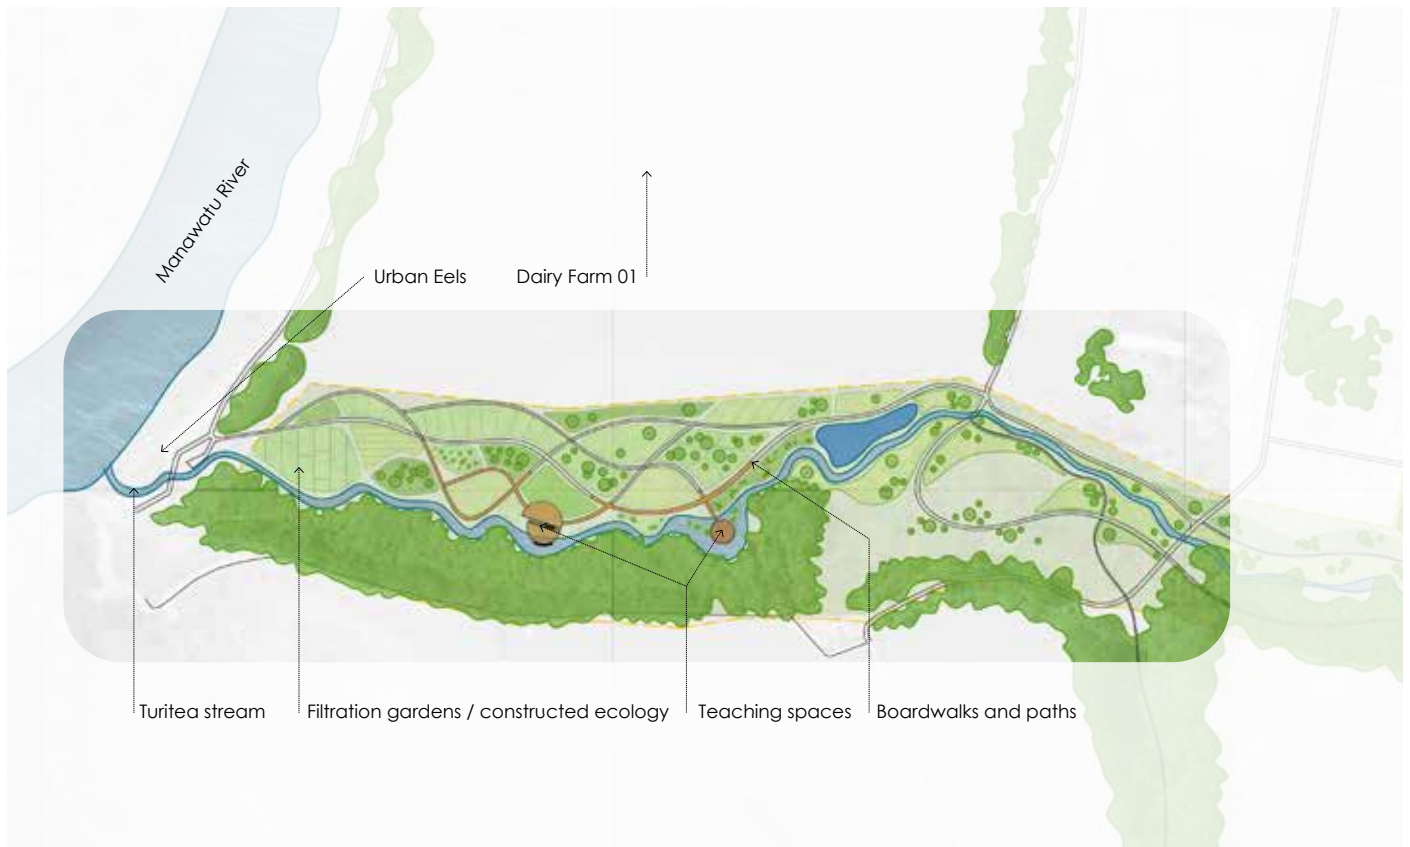 Manawatu River
Urban Eels
Dairy Farm 01
Turitea stream
Filtration gardens / constructed ecology
Teaching spaces
Boardwalks and paths